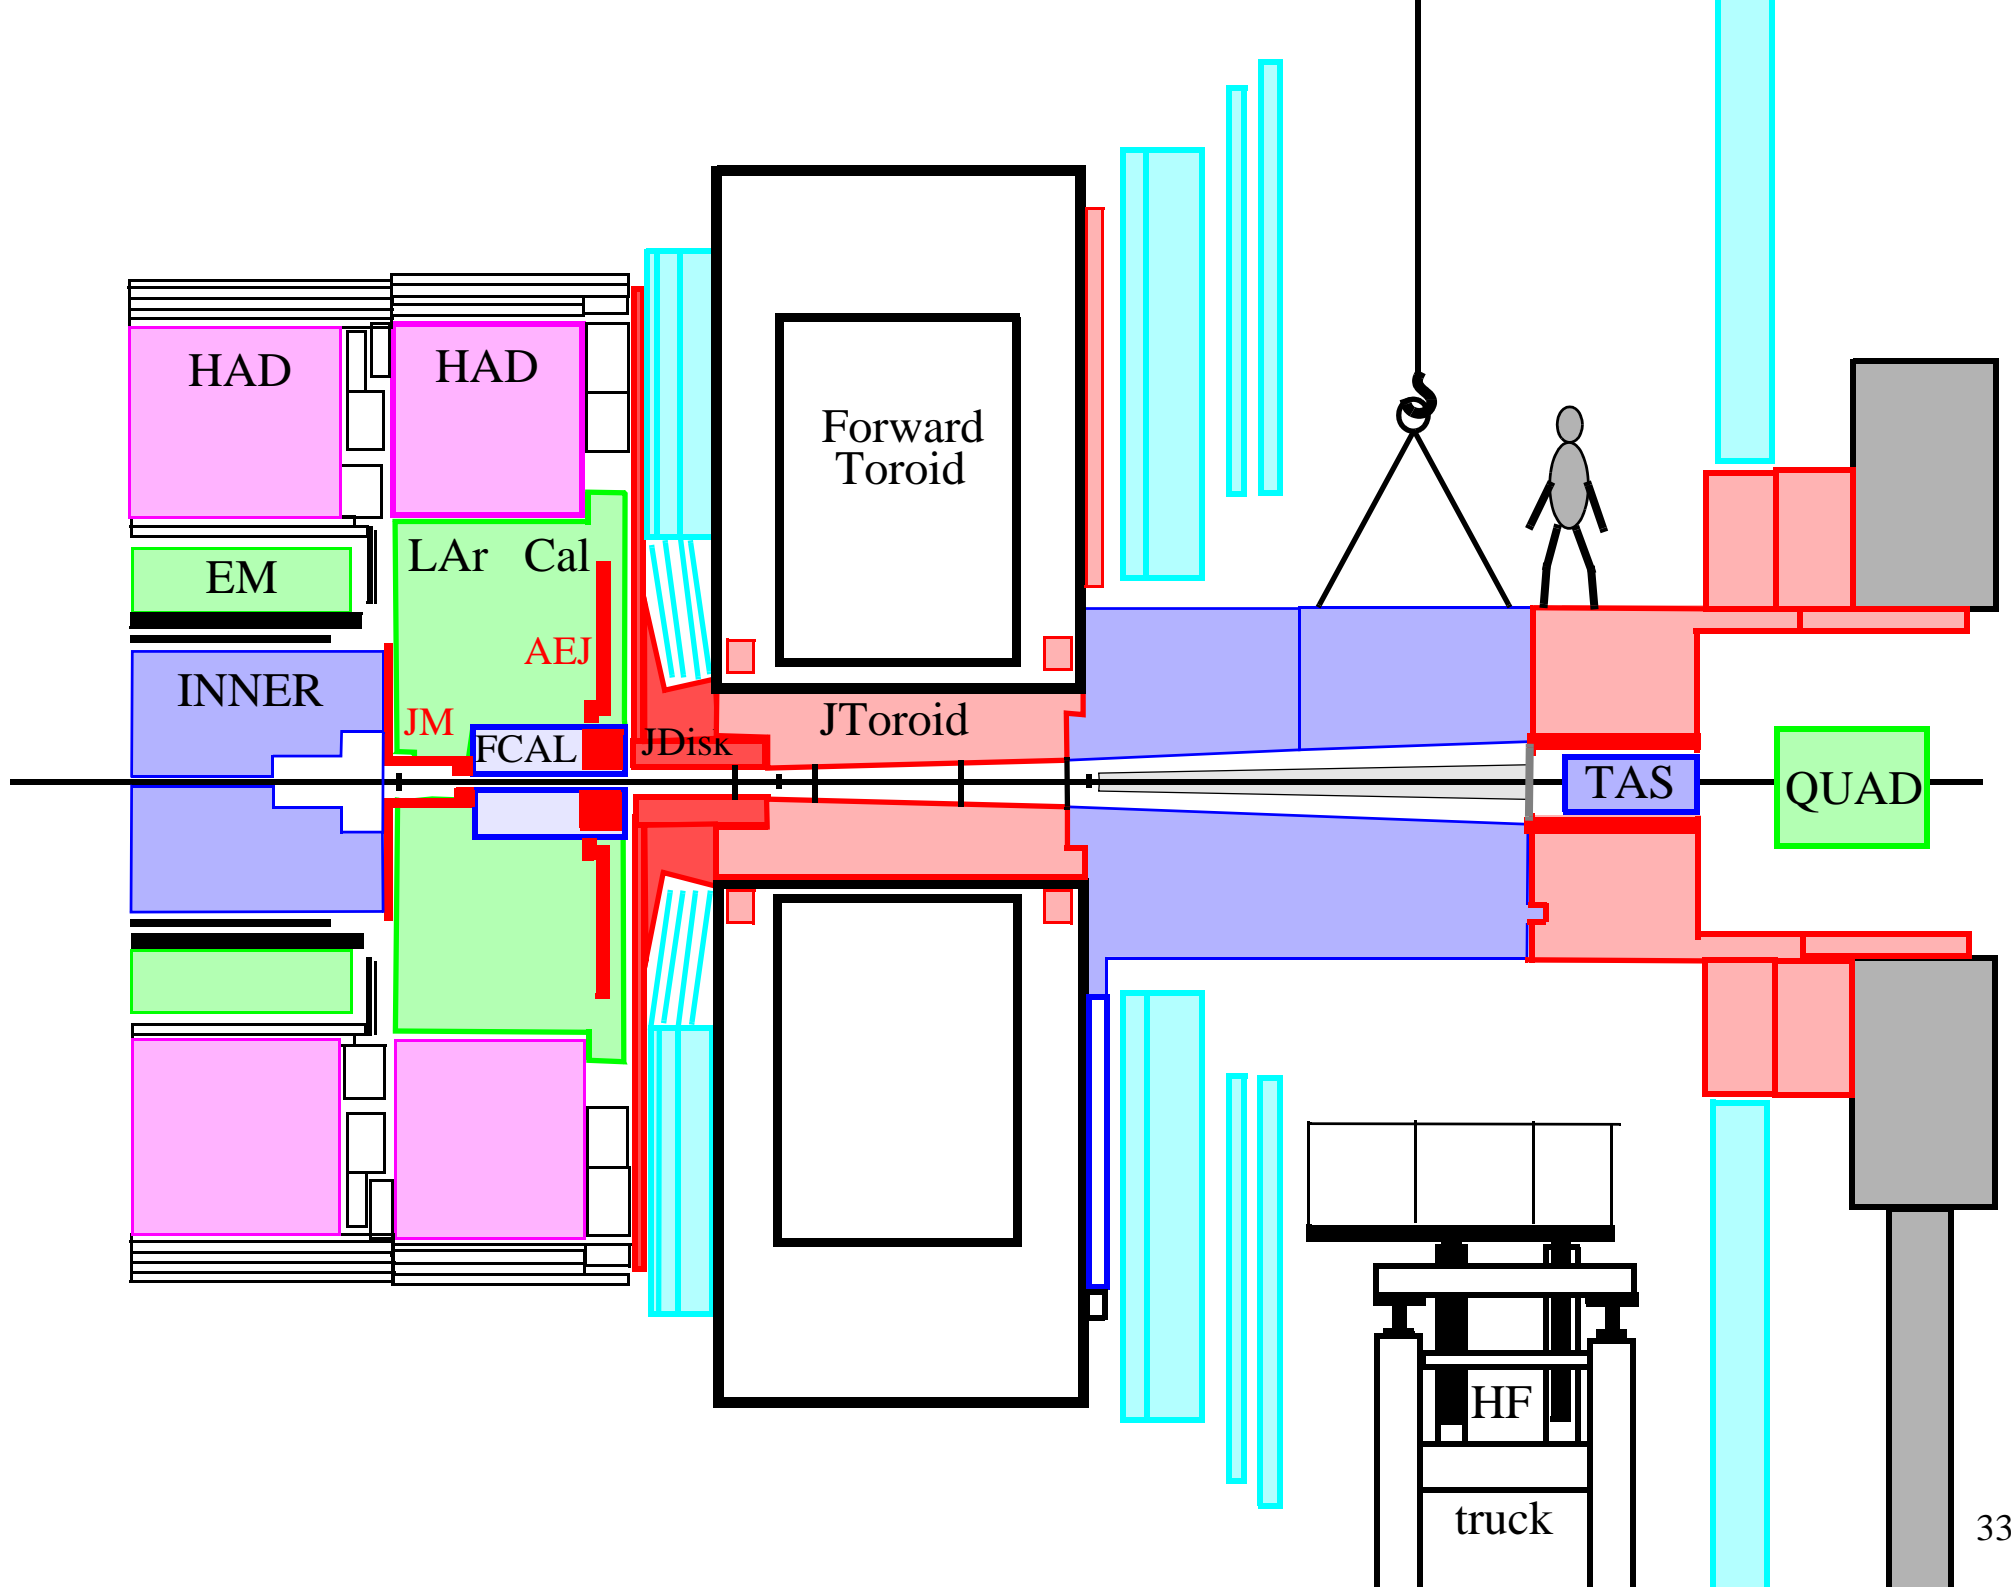 HAD
HAD
Forward
Toroid
LAr Cal
EM
AEJ
INNER
JM
JToroid
FCAL
JDisk
TAS
QUAD
HF
truck
33